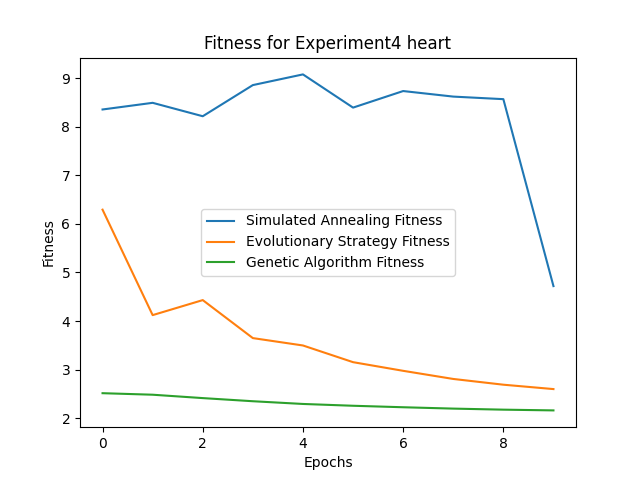 Fitness for Experiment4 heart
Fitness
9
8
7
6
5
4
3
2
Simulated Annealing Fitness
Evolutionary Strategy Fitness
Genetic Algorithm Fitness
0 2 4 6 8
Epochs